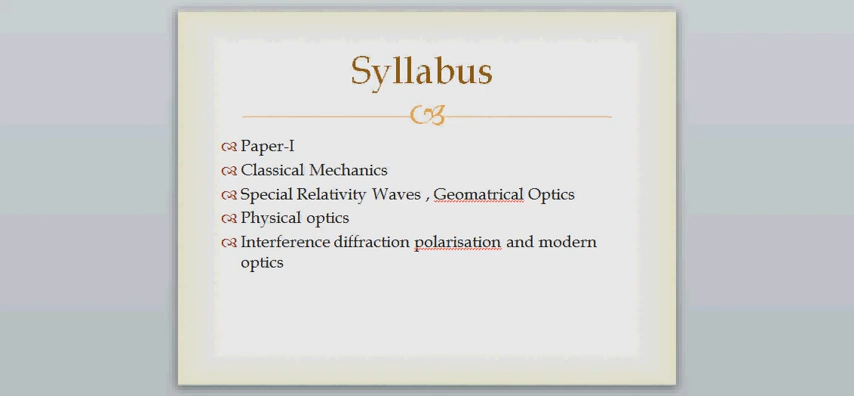 Syllabus
Paper-I
Classical Mechanics
Special Relativity Waves , Geomatrical Optics
Physical optics
Interference diffraction polarisation and modern
optics